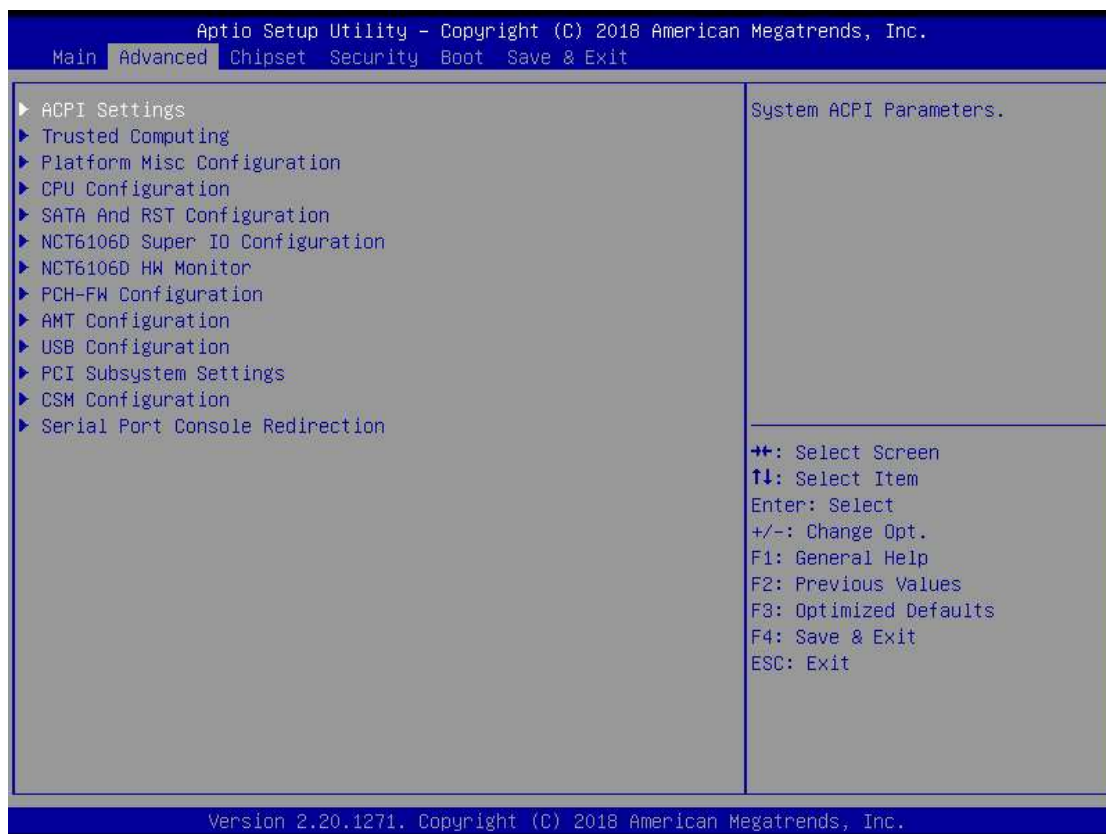 Aptio Setup Utility – Copyright (C) 2018 American Megatrends, Inc.
Main Advanced Chipset Security Boot Save & Exit
▶ ACPI Settings
▶ Trusted Computing
▶ Platform Misc Configuration
▶ CPU Configuration
▶ SATA And RST Configuration
▶ NCT6106D Super IO Configuration
▶ NCT6106D HW Monitor
▶ PCH-FW Configuration
▶ AMT Configuration
▶ USB Configuration
▶ PCI Subsystem Settings
▶ CSM Configuration
▶ Serial Port Console Redirection
System ACPI Parameters.
→←: Select Screen
↑↓: Select Item
Enter: Select
+/-: Change Opt.
F1: General Help
F2: Previous Values
F3: Optimized Defaults
F4: Save & Exit
ESC: Exit
Version 2.20.1271. Copyright (C) 2018 American Megatrends, Inc.